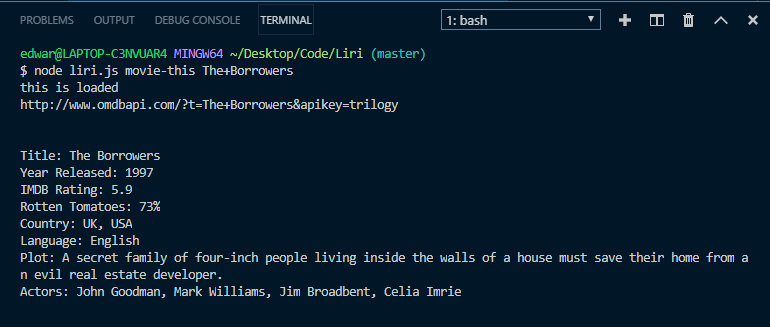 PROBLEMS OUTPUT DEBUG CONSOLE TERMINAL 1: bash
edwar@LAPTOP-C3NVUAR4 MINGW64 ~/Desktop/Code/Liri (master)
$ node liri.js movie-this The+Borrowers
this is loaded
http://www.omdbapi.com/?t=The+Borrowers&apikey=trilogy
Title: The Borrowers
Year Released: 1997
IMDB Rating: 5.9
Rotten Tomatoes: 73%
Country: UK, USA
Language: English
Plot: A secret family of four-inch people living inside the walls of a house must save their home from a
n evil real estate developer.
Actors: John Goodman, Mark Williams, Jim Broadbent, Celia Imrie